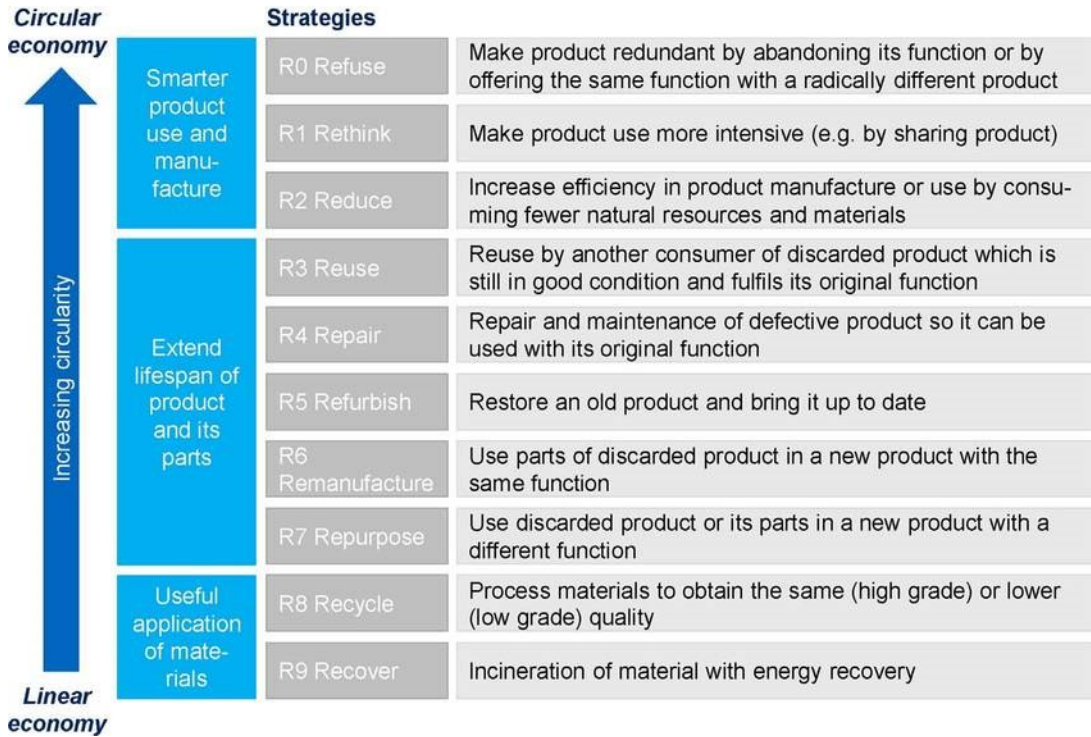 Circular
economy
Strategies
Increasing circularity
Linear
economy
Smarter
product
use and
manu-
facture
R0 Refuse
Make product redundant by abandoning its function or by
offering the same function with a radically different product
R1 Rethink
Make product use more intensive (e.g. by sharing product)
R2 Reduce
Increase efficiency in product manufacture or use by consu-
ming fewer natural resources and materials
Extend
lifespan of
product
and its
parts
R3 Reuse
Reuse by another consumer of discarded product which is
still in good condition and fulfils its original function
R4 Repair
Repair and maintenance of defective product so it can be
used with its original function
R5 Refurbish
Restore an old product and bring it up to date
R6
Remanufacture
Use parts of discarded product in a new product with the
same function
R7 Repurpose
Use discarded product or its parts in a new product with a
different function
Useful
application
of mate-
rials
R8 Recycle
Process materials to obtain the same (high grade) or lower
(low grade) quality
R9 Recover
Incineration of material with energy recovery